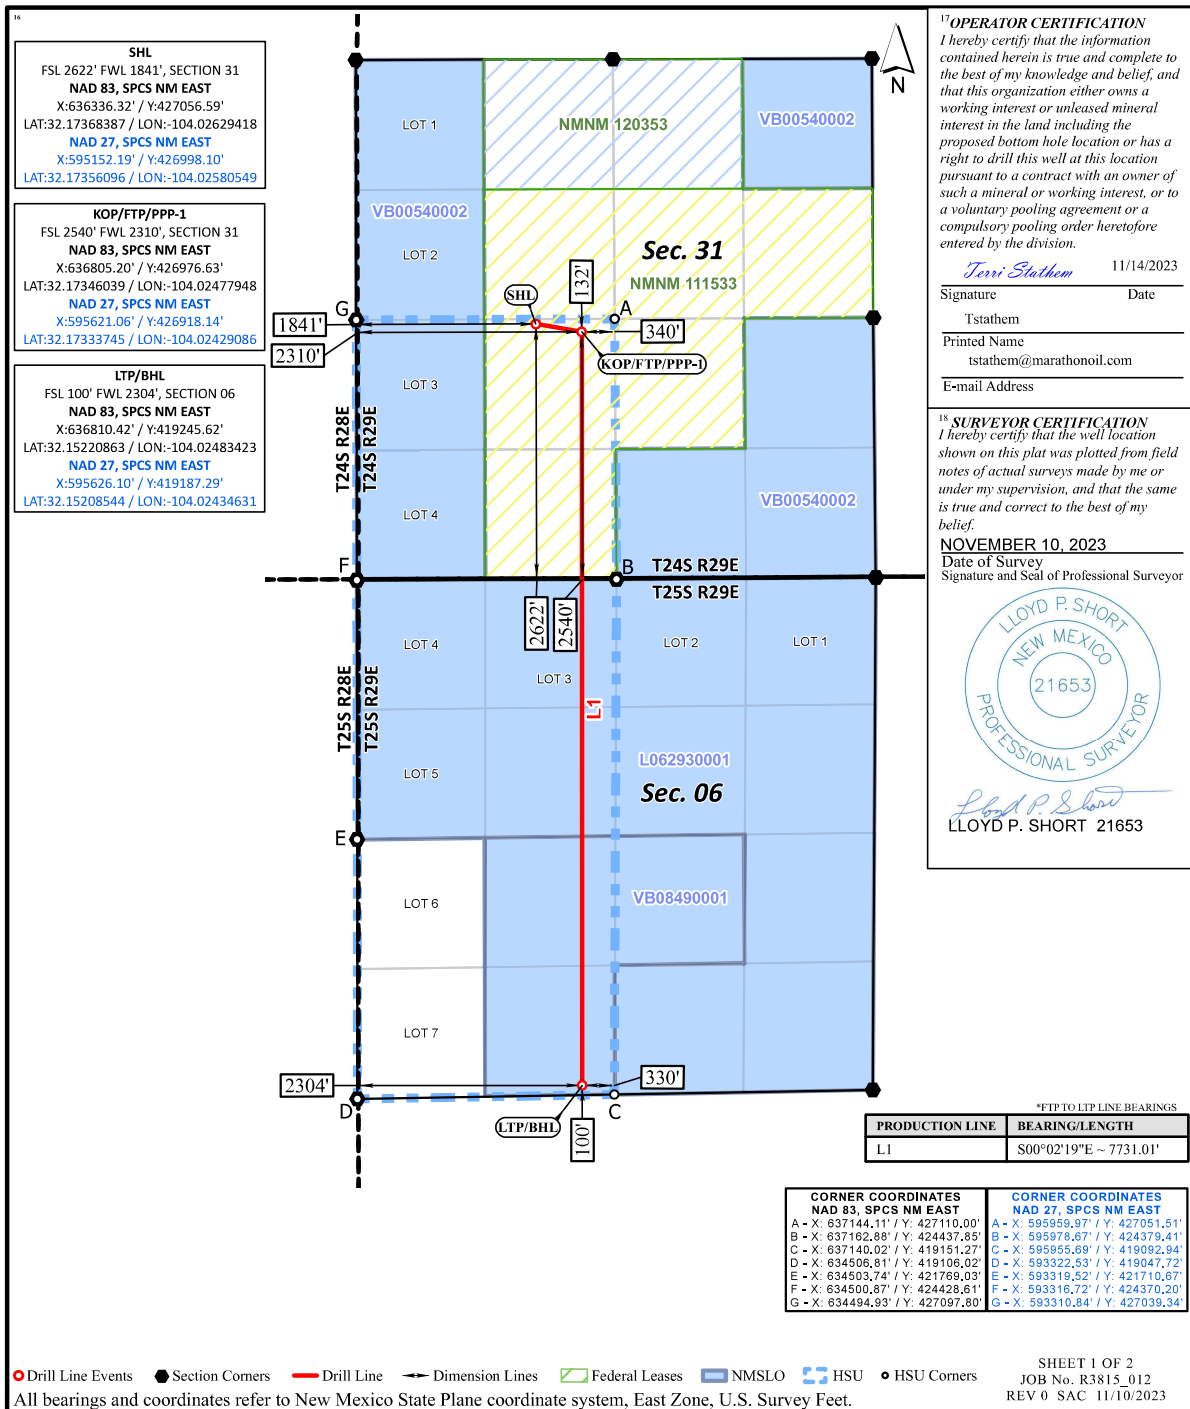 16
SHL
FSL 2622' FWL 1841', SECTION 31
NAD 83, SPCS NM EAST
X:636336.32' / Y:427056.59'
LAT:32.17368387 / LON:-104.02629418
NAD 27, SPCS NM EAST
X:595152.19' / Y:426998.10'
LAT:32.17356096 / LON:-104.02580549
KOP/FTP/PPP-1
FSL 2540' FWL 2310', SECTION 31
NAD 83, SPCS NM EAST
X:636805.20' / Y:426976.63'
LAT:32.17346039 / LON:-104.02477948
NAD 27, SPCS NM EAST
X:595621.06' / Y:426918.14'
LAT:32.17333745 / LON:-104.02429086
LTP/BHL
FSL 100' FWL 2304', SECTION 06
NAD 83, SPCS NM EAST
X:636810.42' / Y:419245.62'
LAT:32.15220863 / LON:-104.02483423
NAD 27, SPCS NM EAST
X:595626.10' / Y:419187.29'
LAT:32.15208544 / LON:-104.02434631
N
LOT 1
NMNM 120353
VB00540002
VB00540002
LOT 2
Sec. 31
NMNM 111533
SHL
132'
G
A
1841'
2310'
340'
KOP/FTP/PPP-1
LOT 3
T24S R28E
T24S R29E
LOT 4
VB00540002
F
B
T24S R29E
T25S R29E
2622'
2540'
LOT 4
LOT 3
LOT 2
LOT 1
T25S R28E
T25S R29E
L1
LOT 5
L062930001
Sec. 06
E
LOT 6
VB08490001
LOT 7
2304'
330'
D
C
LTP/BHL
100'
17 OPERATOR CERTIFICATION
I hereby certify that the information
contained herein is true and complete to
the best of my knowledge and belief, and
that this organization either owns a
working interest or unleased mineral
interest in the land including the
proposed bottom hole location or has a
right to drill this well at this location
pursuant to a contract with an owner of
such a mineral or working interest, or to
a voluntary pooling agreement or a
compulsory pooling order heretofore
entered by the division.
Terri Stathem 11/14/2023
Signature Date
Tstathem
Printed Name
tstathem@marathonoil.com
E-mail Address
18 SURVEYOR CERTIFICATION
I hereby certify that the well location
shown on this plat was plotted from field
notes of actual surveys made by me or
under my supervision, and that the same
is true and correct to the best of my
belief.
NOVEMBER 10, 2023
Date of Survey
Signature and Seal of Professional Surveyor
LLOYD P. SHORT
NEW MEXICO
21653
PROFESSIONAL SURVEYOR
Lloyd P. Short
LLOYD P. SHORT 21653
*FTP TO LTP LINE BEARINGS
PRODUCTION LINE BEARING/LENGTH
L1 S00°02'19"E ~ 7731.01'
CORNER COORDINATES
NAD 83, SPCS NM EAST
A - X: 637144.11' / Y: 427110.00'
B - X: 637162.88' / Y: 424437.85'
C - X: 637140.02' / Y: 419151.27'
D - X: 634506.81' / Y: 419106.02'
E - X: 634503.74' / Y: 421769.03'
F - X: 634500.87' / Y: 424428.61'
G - X: 634494.93' / Y: 427097.80'
CORNER COORDINATES
NAD 27, SPCS NM EAST
A - X: 595959.97' / Y: 427051.51'
B - X: 595978.67' / Y: 424379.41'
C - X: 595955.69' / Y: 419092.94'
D - X: 593322.53' / Y: 419047.72'
E - X: 593319.52' / Y: 421710.67'
F - X: 593316.72' / Y: 424370.20'
G - X: 593310.84' / Y: 427039.34'
Drill Line Events Section Corners Drill Line Dimension Lines Federal Leases NMSLO HSU HSU Corners
All bearings and coordinates refer to New Mexico State Plane coordinate system, East Zone, U.S. Survey Feet.
SHEET 1 OF 2
JOB No. R3815_012
REV 0 SAC 11/10/2023